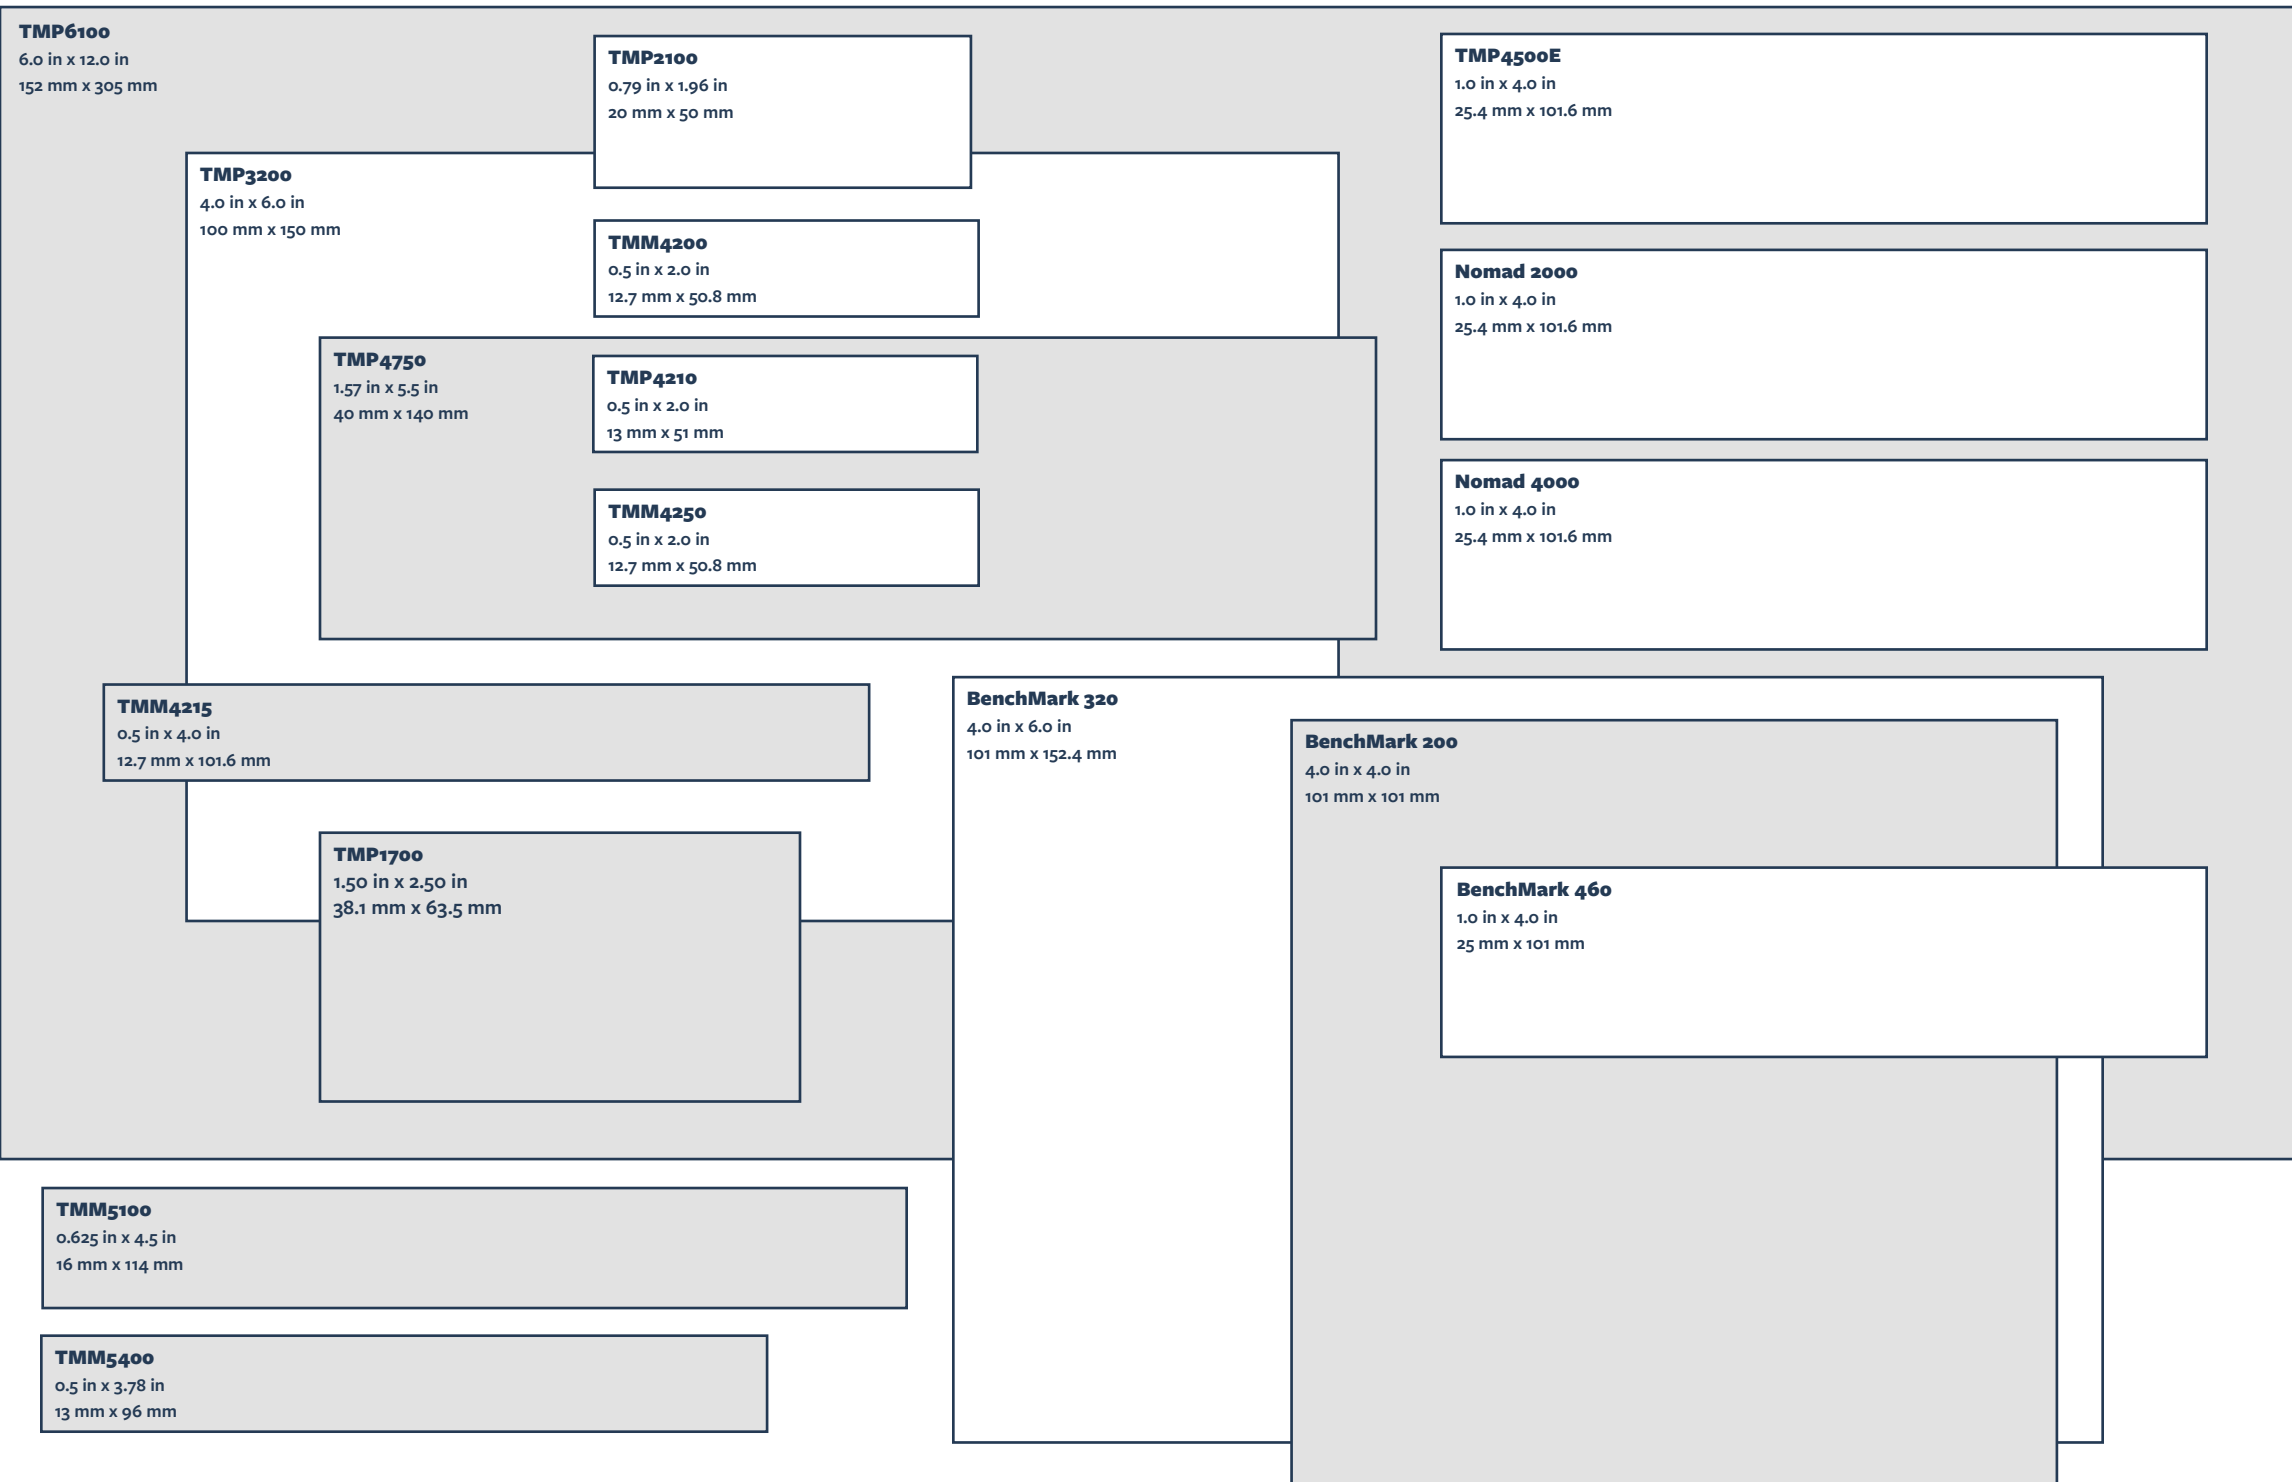 TMP6100
6.0 in x 12.0 in
152 mm x 305 mm
TMP2100
0.79 in x 1.96 in
20 mm x 50 mm
TMP4500E
1.0 in x 4.0 in
25.4 mm x 101.6 mm
TMP3200
4.0 in x 6.0 in
100 mm x 150 mm
TMM4200
0.5 in x 2.0 in
12.7 mm x 50.8 mm
Nomad 2000
1.0 in x 4.0 in
25.4 mm x 101.6 mm
TMP4750
1.57 in x 5.5 in
40 mm x 140 mm
TMP4210
0.5 in x 2.0 in
13 mm x 51 mm
Nomad 4000
1.0 in x 4.0 in
25.4 mm x 101.6 mm
TMM4250
0.5 in x 2.0 in
12.7 mm x 50.8 mm
TMM4215
0.5 in x 4.0 in
12.7 mm x 101.6 mm
BenchMark 320
4.0 in x 6.0 in
101 mm x 152.4 mm
BenchMark 200
4.0 in x 4.0 in
101 mm x 101 mm
TMP1700
1.50 in x 2.50 in
38.1 mm x 63.5 mm
BenchMark 460
1.0 in x 4.0 in
25 mm x 101 mm
TMM5100
0.625 in x 4.5 in
16 mm x 114 mm
TMM5400
0.5 in x 3.78 in
13 mm x 96 mm